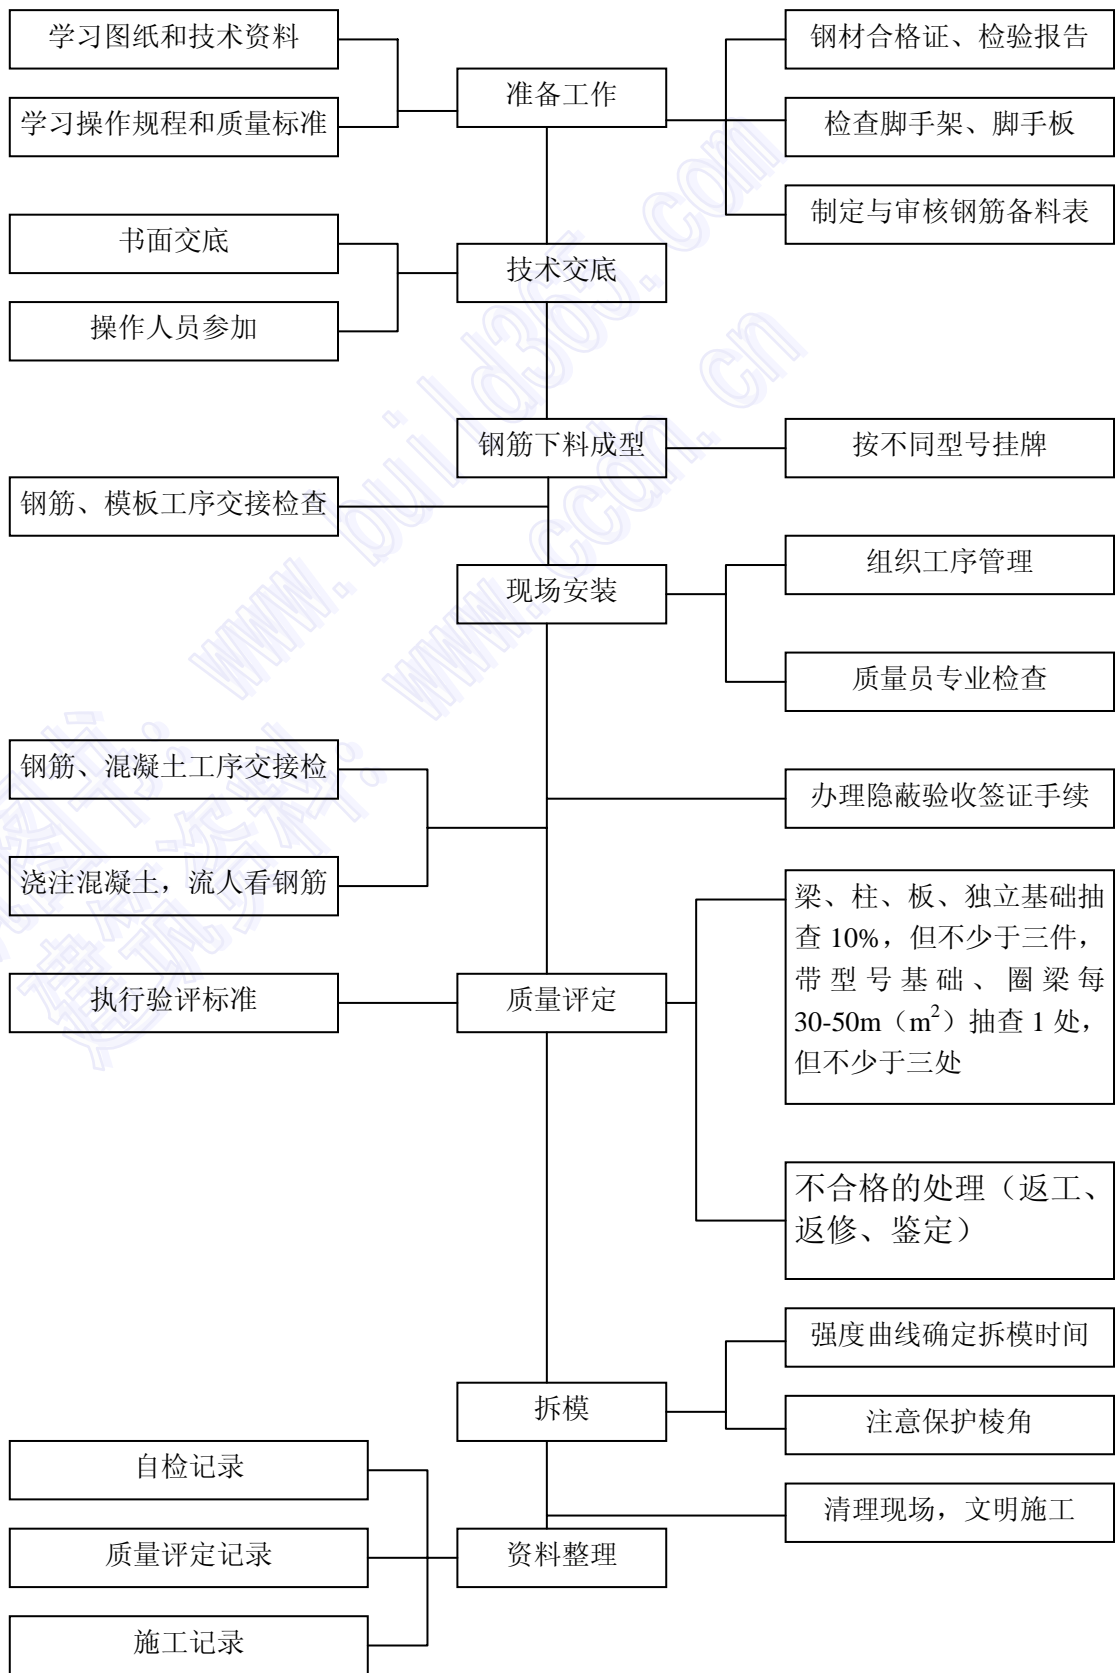 学习图纸和技术资料
钢材合格证、检验报告
准备工作
学习操作规程和质量标准
检查脚手架、脚手板
制定与审核钢筋备料表
书面交底
技术交底
操作人员参加
钢筋下料成型
按不同型号挂牌
钢筋、模板工序交接检查
组织工序管理
现场安装
质量员专业检查
钢筋、混凝土工序交接检
办理隐蔽验收签证手续
浇注混凝土，流人看钢筋
梁、柱、板、独立基础抽
查 10%，但不少于三件，
带型号基础、圈梁每
30-50m（m²）抽查 1 处，
但不少于三处
执行验评标准
质量评定
不合格的处理（返工、
返修、鉴定）
强度曲线确定拆模时间
拆模
注意保护棱角
自检记录
清理现场，文明施工
质量评定记录
资料整理
施工记录
www.build365.com
建筑资料：www.ccdn.cn